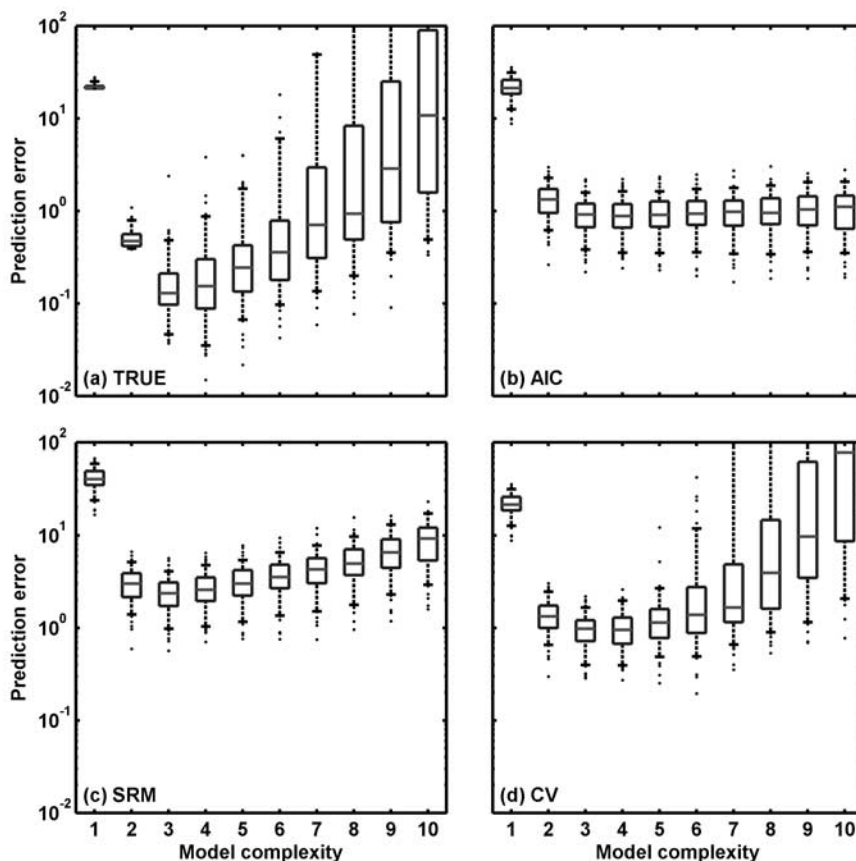 10²
10¹
10⁰
10⁻¹
10⁻²
Prediction error
(a) TRUE
(b) AIC
10²
10¹
10⁰
10⁻¹
10⁻²
Prediction error
(c) SRM
(d) CV
1 2 3 4 5 6 7 8 9 10
1 2 3 4 5 6 7 8 9 10
Model complexity
Model complexity